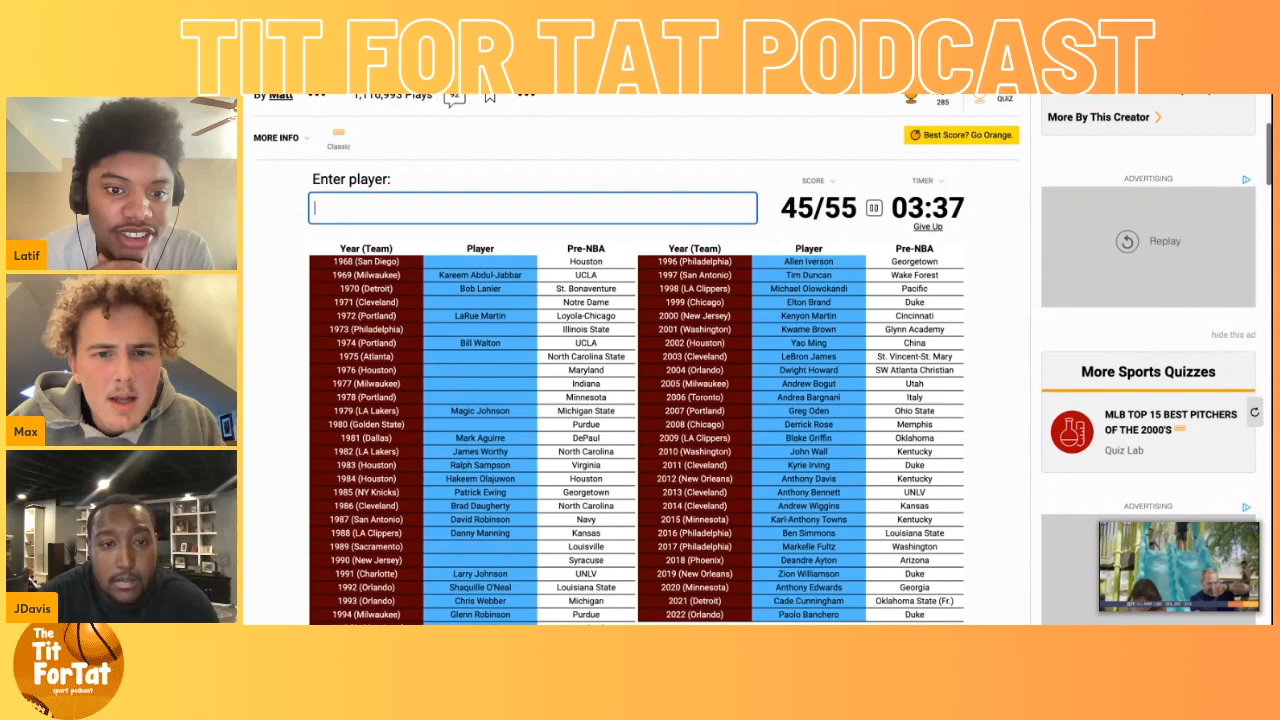 TIT FOR TAT PODCAST
By Matt ••• 1,116,993 Plays 92 •••
285
QUIZ
MORE INFO
Classic
Best Score? Go Orange.
Enter player:
SCORE
TIMER
45/55
03:37
Give Up
Year (Team) Player Pre-NBA Year (Team) Player Pre-NBA
1968 (San Diego) Houston 1996 (Philadelphia) Allen Iverson Georgetown
1969 (Milwaukee) Kareem Abdul-Jabbar UCLA 1997 (San Antonio) Tim Duncan Wake Forest
1970 (Detroit) Bob Lanier St. Bonaventure 1998 (LA Clippers) Michael Olowokandi Pacific
1971 (Cleveland) Notre Dame 1999 (Chicago) Elton Brand Duke
1972 (Portland) LaRue Martin Loyola-Chicago 2000 (New Jersey) Kenyon Martin Cincinnati
1973 (Philadelphia) Illinois State 2001 (Washington) Kwame Brown Glynn Academy
1974 (Portland) Bill Walton UCLA 2002 (Houston) Yao Ming China
1975 (Atlanta) North Carolina State 2003 (Cleveland) LeBron James St. Vincent-St. Mary
1976 (Houston) Maryland 2004 (Orlando) Dwight Howard SW Atlanta Christian
1977 (Milwaukee) Indiana 2005 (Milwaukee) Andrew Bogut Utah
1978 (Portland) Minnesota 2006 (Toronto) Andrea Bargnani Italy
1979 (LA Lakers) Magic Johnson Michigan State 2007 (Portland) Greg Oden Ohio State
1980 (Golden State) Purdue 2008 (Chicago) Derrick Rose Memphis
1981 (Dallas) Mark Aguirre DePaul 2009 (LA Clippers) Blake Griffin Oklahoma
1982 (LA Lakers) James Worthy North Carolina 2010 (Washington) John Wall Kentucky
1983 (Houston) Ralph Sampson Virginia 2011 (Cleveland) Kyrie Irving Duke
1984 (Houston) Hakeem Olajuwon Houston 2012 (New Orleans) Anthony Davis Kentucky
1985 (NY Knicks) Patrick Ewing Georgetown 2013 (Cleveland) Anthony Bennett UNLV
1986 (Cleveland) Brad Daugherty North Carolina 2014 (Cleveland) Andrew Wiggins Kansas
1987 (San Antonio) David Robinson Navy 2015 (Minnesota) Karl-Anthony Towns Kentucky
1988 (LA Clippers) Danny Manning Kansas 2016 (Philadelphia) Ben Simmons Louisiana State
1989 (Sacramento) Louisville 2017 (Philadelphia) Markelle Fultz Washington
1990 (New Jersey) Syracuse 2018 (Phoenix) Deandre Ayton Arizona
1991 (Charlotte) Larry Johnson UNLV 2019 (New Orleans) Zion Williamson Duke
1992 (Orlando) Shaquille O'Neal Louisiana State 2020 (Minnesota) Anthony Edwards Georgia
1993 (Orlando) Chris Webber Michigan 2021 (Detroit) Cade Cunningham Oklahoma State (Fr.)
1994 (Milwaukee) Glenn Robinson Purdue 2022 (Orlando) Paolo Banchero Duke
More By This Creator
ADVERTISING
Replay
hide this ad
More Sports Quizzes
MLB TOP 15 BEST PITCHERS
OF THE 2000'S
Quiz Lab
ADVERTISING
Latif
Max
JDavis
The
Tit
ForTat
sport podcast